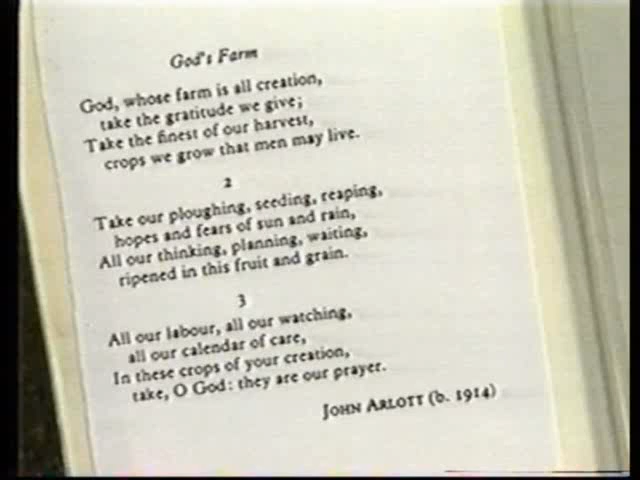 God's Farm
God, whose farm is all creation,
take the gratitude we give;
Take the finest of our harvest,
crops we grow that men may live.
2
Take our ploughing, seeding, reaping,
hopes and fears of sun and rain,
All our thinking, planning, waiting,
ripened in this fruit and grain.
3
All our labour, all our watching,
all our calendar of care,
In these crops of your creation,
take, O God: they are our prayer.
JOHN ARLOTT (b. 1914)